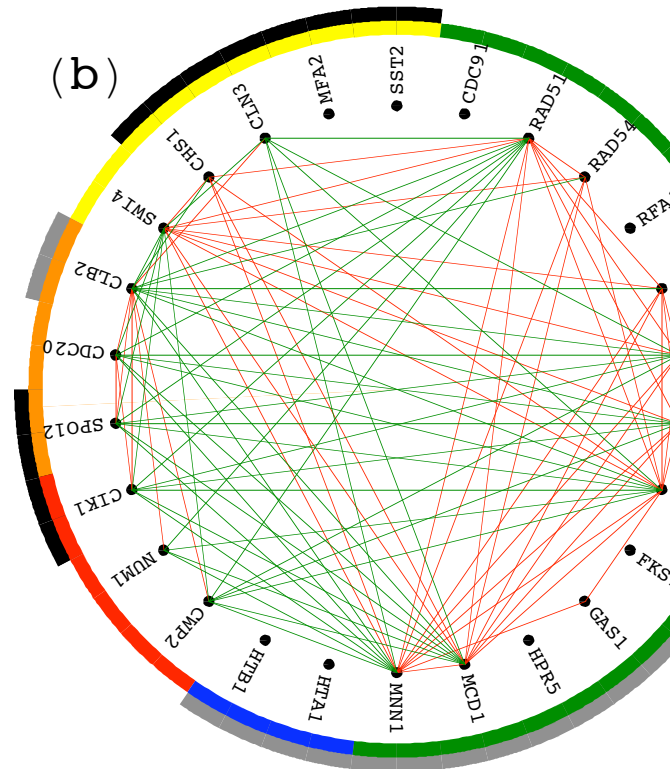 (b)
SST2
CDC91
RAD51
RAD54
GAS1
HPR5
MCD1
MNN1
HTA1
HTB1
CWP2
NUM1
CIK1
SPO12
CDC20
CLB2
SWI4
CHS1
CLN3
MFA2